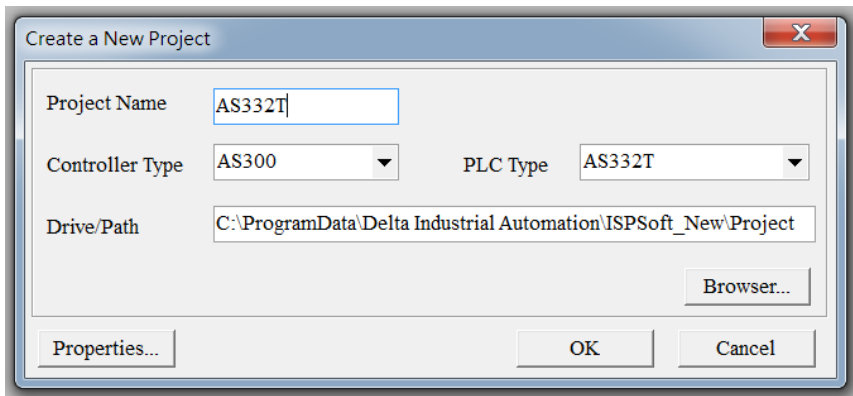 Create a New Project
X
Project Name AS332T
Controller Type AS300 PLC Type AS332T
Drive/Path C:\ProgramData\Delta Industrial Automation\ISPSoft_New\Project
Browser...
Properties... OK Cancel